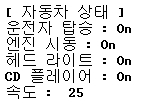 [ 자동차 상태 ]
운전자 탑승 : On
엔진 시동 : On
헤드 라이트 : On
CD 플레이어 : On
속도 : 25